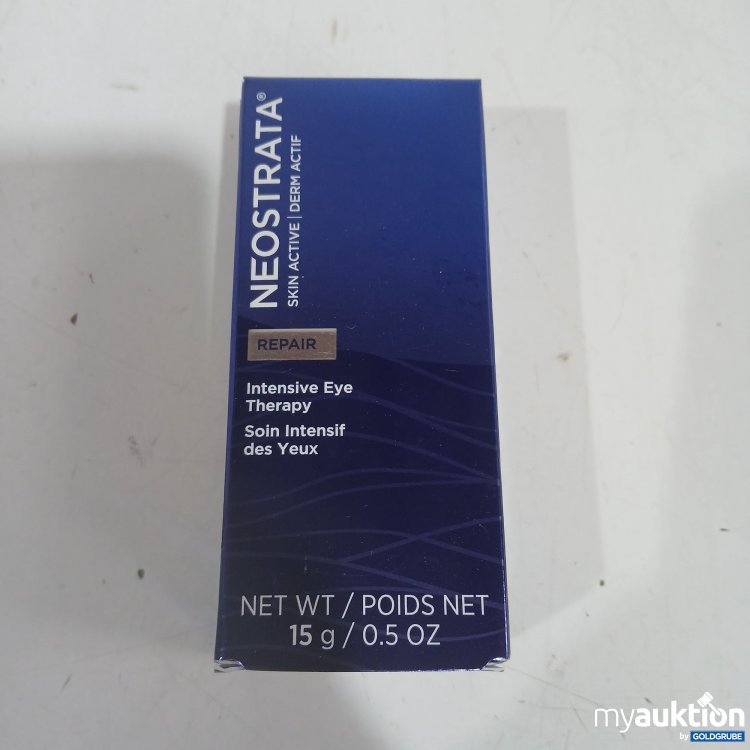 NEOSTRATA®
SKIN ACTIVE | DERM ACTIF
REPAIR
Intensive Eye
Therapy
Soin Intensif
des Yeux
NET WT / POIDS NET
15 g / 0.5 OZ
myauktion
by GOLDGRUBE